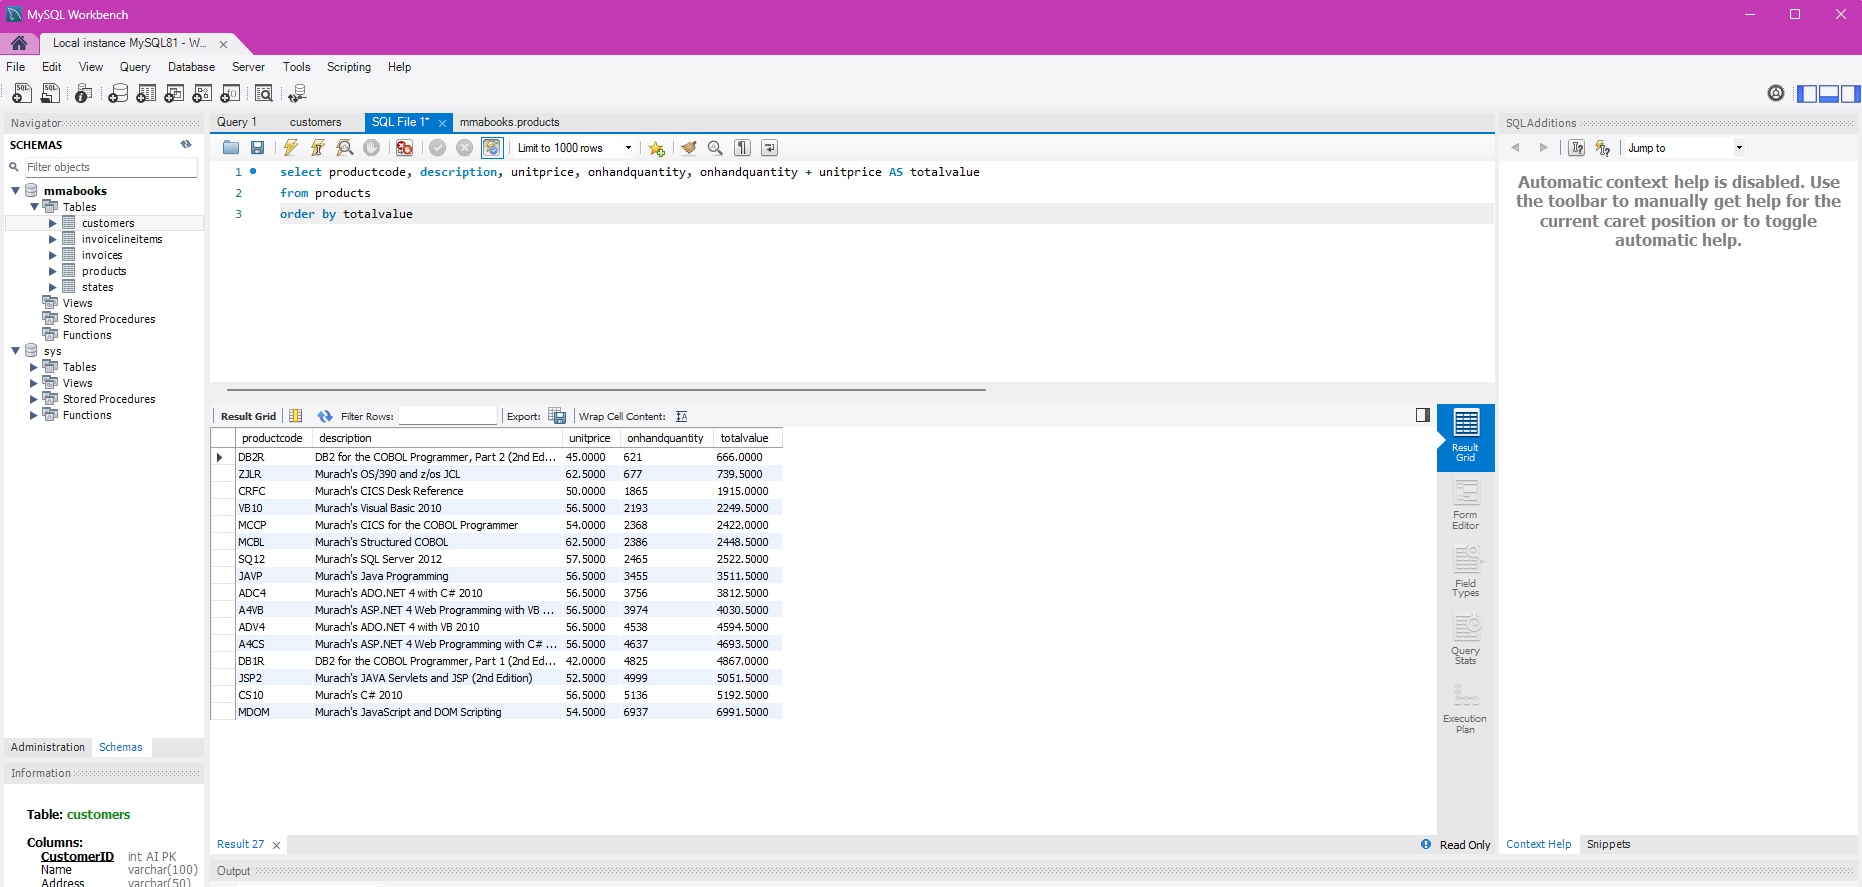 MySQL Workbench
Local instance MySQL81 - W...
File Edit View Query Database Server Tools Scripting Help
Navigator
SCHEMAS
Filter objects
mmabooks
Tables
customers
invoicelineitems
invoices
products
states
Views
Stored Procedures
Functions
sys
Tables
Views
Stored Procedures
Functions
Administration Schemas
Information
Table: customers
Columns:
CustomerID int AI PK
Name varchar(100)
Address varchar(50)
Query 1 customers SQL File 1* mmabooks.products
Limit to 1000 rows
1 select productcode, description, unitprice, onhandquantity, onhandquantity + unitprice AS totalvalue
2 from products
3 order by totalvalue
Result Grid Filter Rows: Export: Wrap Cell Content:
productcode description unitprice onhandquantity totalvalue
DB2R DB2 for the COBOL Programmer, Part 2 (2nd Ed... 45.0000 621 666.0000
ZJLR Murach's OS/390 and z/os JCL 62.5000 677 739.5000
CRFC Murach's CICS Desk Reference 50.0000 1865 1915.0000
VB10 Murach's Visual Basic 2010 56.5000 2193 2249.5000
MCCP Murach's CICS for the COBOL Programmer 54.0000 2368 2422.0000
MCBL Murach's Structured COBOL 62.5000 2386 2448.5000
SQ12 Murach's SQL Server 2012 57.5000 2465 2522.5000
JAVP Murach's Java Programming 56.5000 3455 3511.5000
ADC4 Murach's ADO.NET 4 with C# 2010 56.5000 3756 3812.5000
A4VB Murach's ASP.NET 4 Web Programming with VB ... 56.5000 3974 4030.5000
ADV4 Murach's ADO.NET 4 with VB 2010 56.5000 4538 4594.5000
A4CS Murach's ASP.NET 4 Web Programming with C# ... 56.5000 4637 4693.5000
DB1R DB2 for the COBOL Programmer, Part 1 (2nd Ed... 42.0000 4825 4867.0000
JSP2 Murach's JAVA Servlets and JSP (2nd Edition) 52.5000 4999 5051.5000
CS10 Murach's C# 2010 56.5000 5136 5192.5000
MDOM Murach's JavaScript and DOM Scripting 54.5000 6937 6991.5000
Result Grid
Form Editor
Field Types
Query Stats
Execution Plan
Result 27
Read Only
Output
SQLAdditions
Jump to
Automatic context help is disabled. Use
the toolbar to manually get help for the
current caret position or to toggle
automatic help.
Context Help Snippets